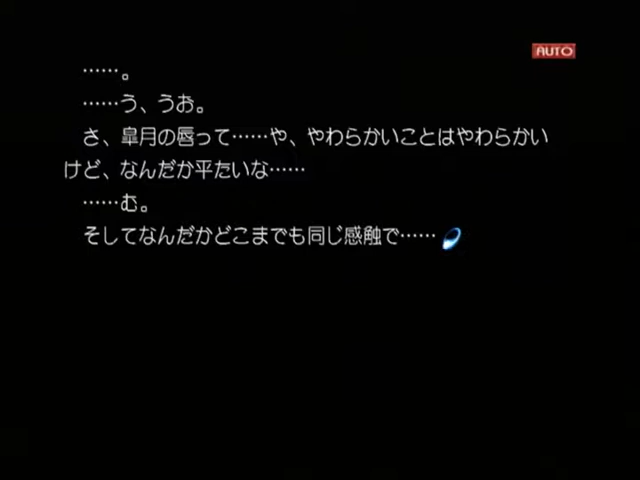 AUTO
……。
……う、うお。
さ、皐月の唇って……や、やわらかいことはやわらかい
けど、なんだか平たいな……
……む。
そしてなんだかどこまでも同じ感触で……